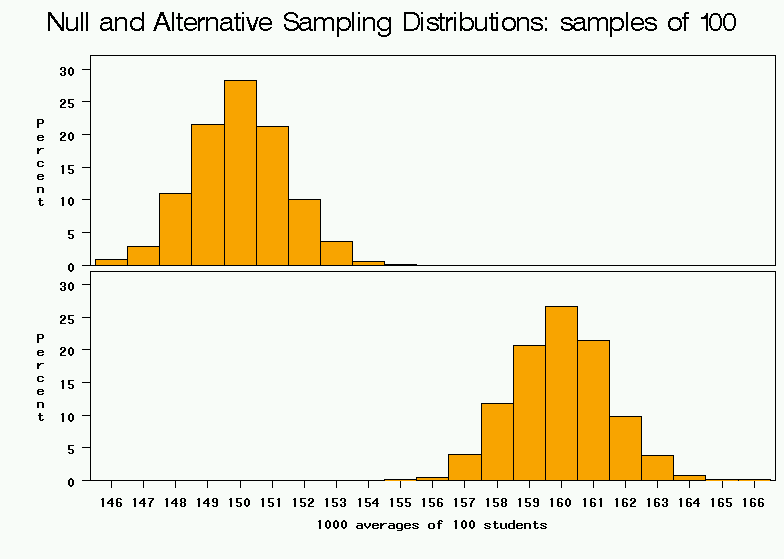 Null and Alternative Sampling Distributions: samples of 100
30
25
20
15
10
5
0
Percent
30
25
20
15
10
5
0
Percent
146 147 148 149 150 151 152 153 154 155 156 157 158 159 160 161 162 163 164 165 166
1000 averages of 100 students